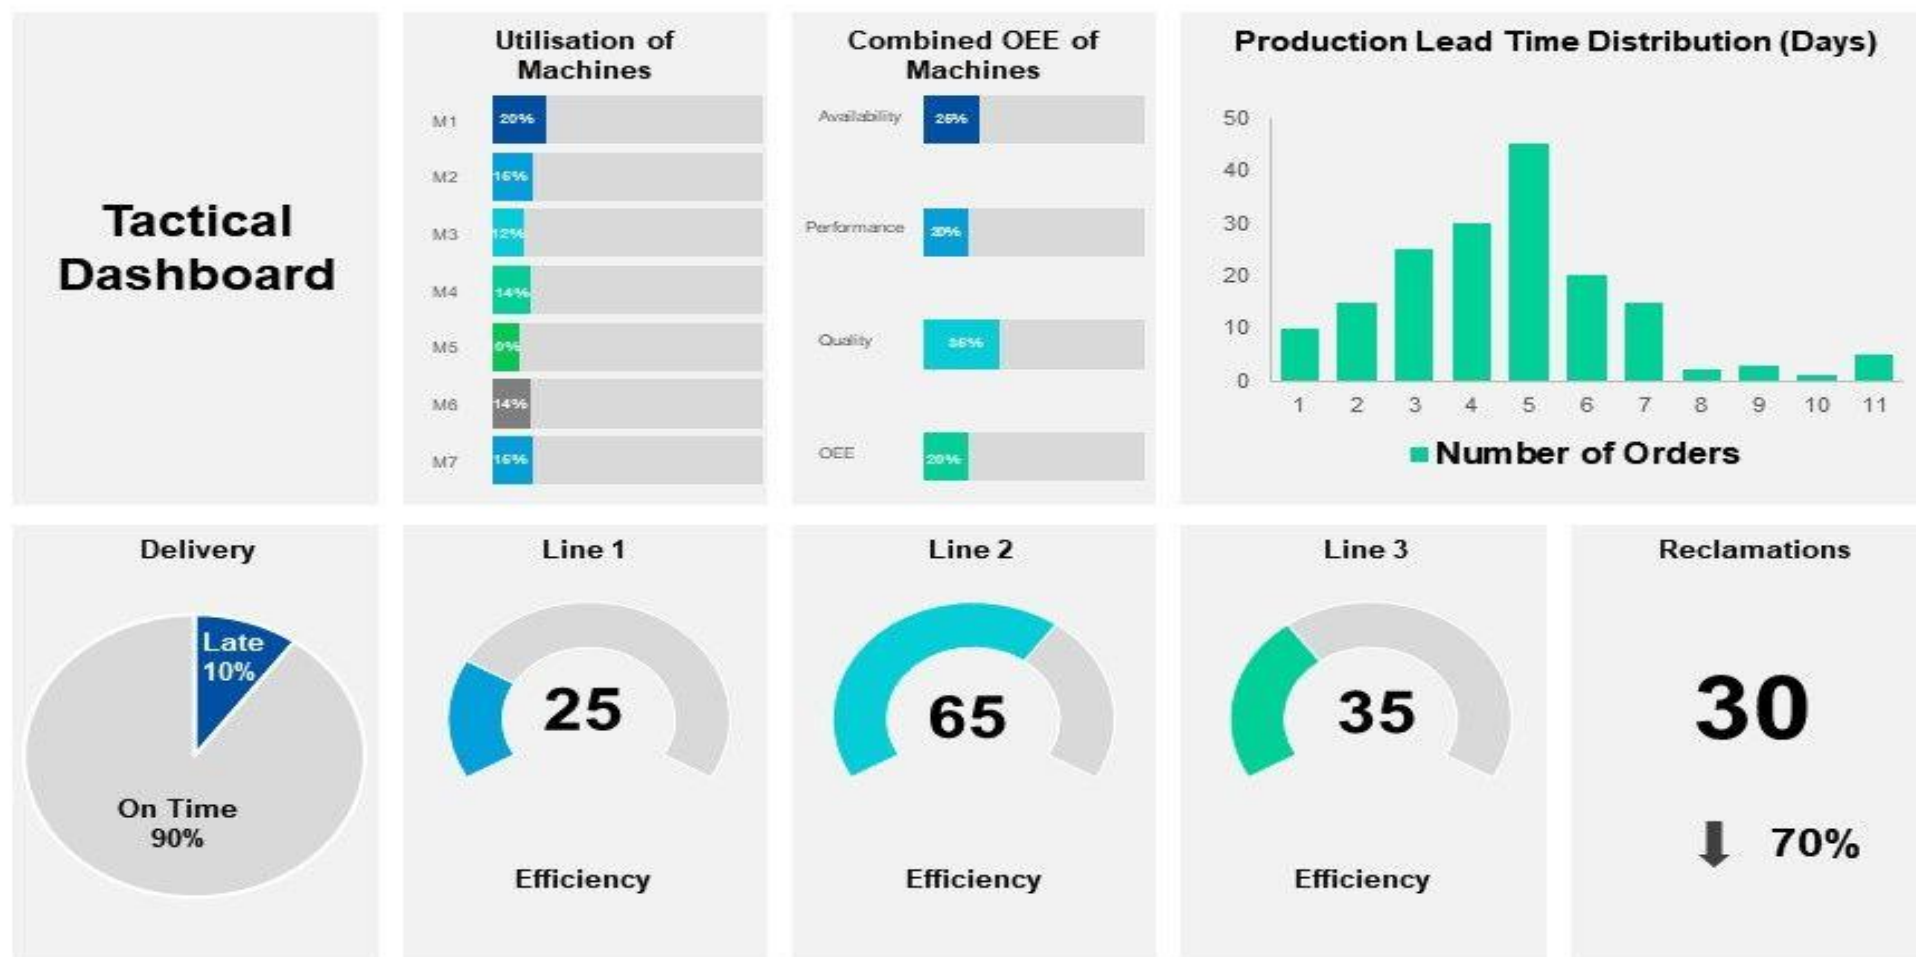 Tactical
Dashboard
Utilisation of
Machines
M1
20%
M2
M3
12%
M4
14%
M5
M6
14%
M7
Combined OEE of
Machines
Availability
Performance
20%
Quality
OEE
20%
Production Lead Time Distribution (Days)
50
40
30
20
10
0
1 2 3 4 5 6 7 8 9 10 11
Number of Orders
Delivery
Late
10%
On Time
90%
Line 1
25
Efficiency
Line 2
65
Efficiency
Line 3
35
Efficiency
Reclamations
30
70%